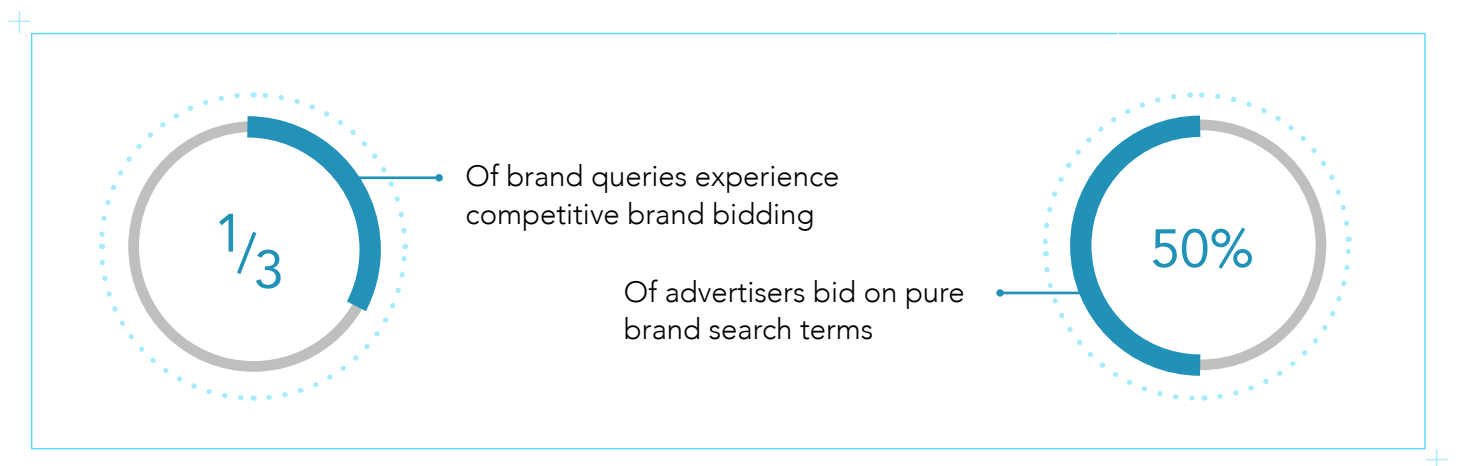 1/3
Of brand queries experience
competitive brand bidding
50%
Of advertisers bid on pure
brand search terms